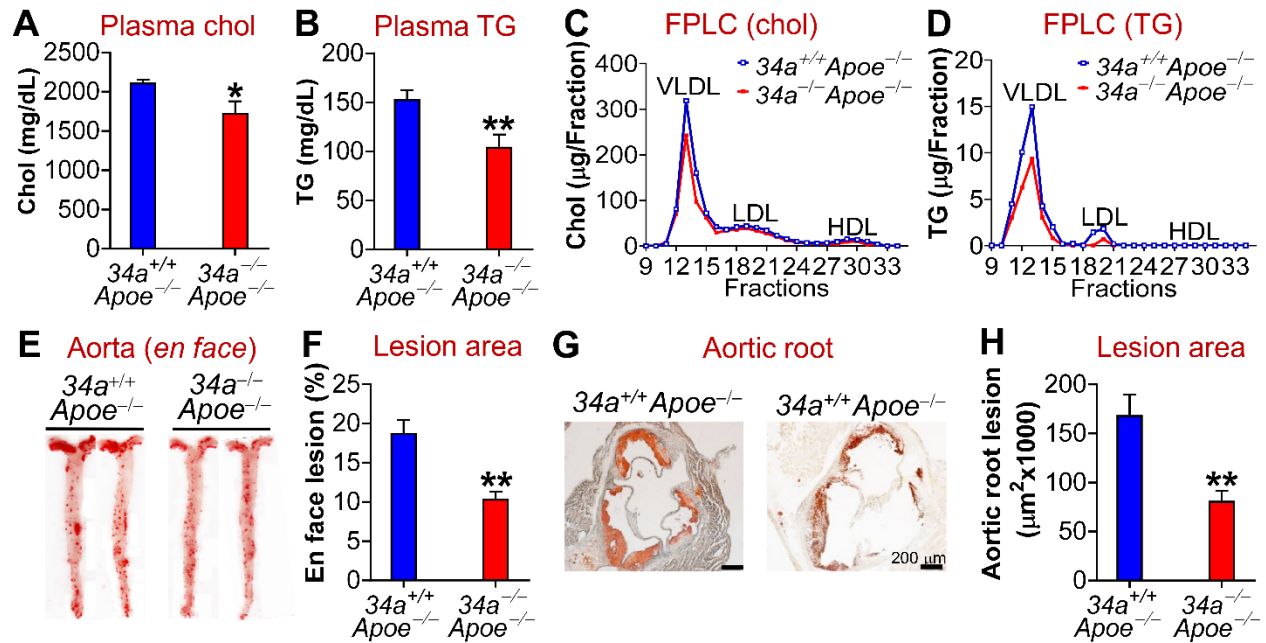 A Plasma chol
Chol (mg/dL)
2500
2000
1500
1000
500
0
*
34a+/+ 34a−/−
Apoe−/− Apoe−/−
B Plasma TG
TG (mg/dL)
200
150
100
50
0
**
34a+/+ 34a−/−
Apoe−/− Apoe−/−
C FPLC (chol)
Chol (μg/Fraction)
400
300
200
100
0
34a+/+Apoe−/−
34a−/−Apoe−/−
VLDL
LDL
HDL
9 12 15 18 21 24 27 30 33
Fractions
D FPLC (TG)
TG (μg/Fraction)
20
15
10
5
0
34a+/+Apoe−/−
34a−/−Apoe−/−
VLDL
LDL
HDL
9 12 15 18 21 24 27 30 33
Fractions
E Aorta (en face)
34a+/+ 34a−/−
Apoe−/− Apoe−/−
F Lesion area
En face lesion (%)
25
20
15
10
5
0
**
34a+/+ 34a−/−
Apoe−/− Apoe−/−
G Aortic root
34a+/+Apoe−/− 34a+/+Apoe−/−
200 μm
H Lesion area
Aortic root lesion
(μm2x1000)
200
150
100
50
0
**
34a+/+ 34a−/−
Apoe−/− Apoe−/−